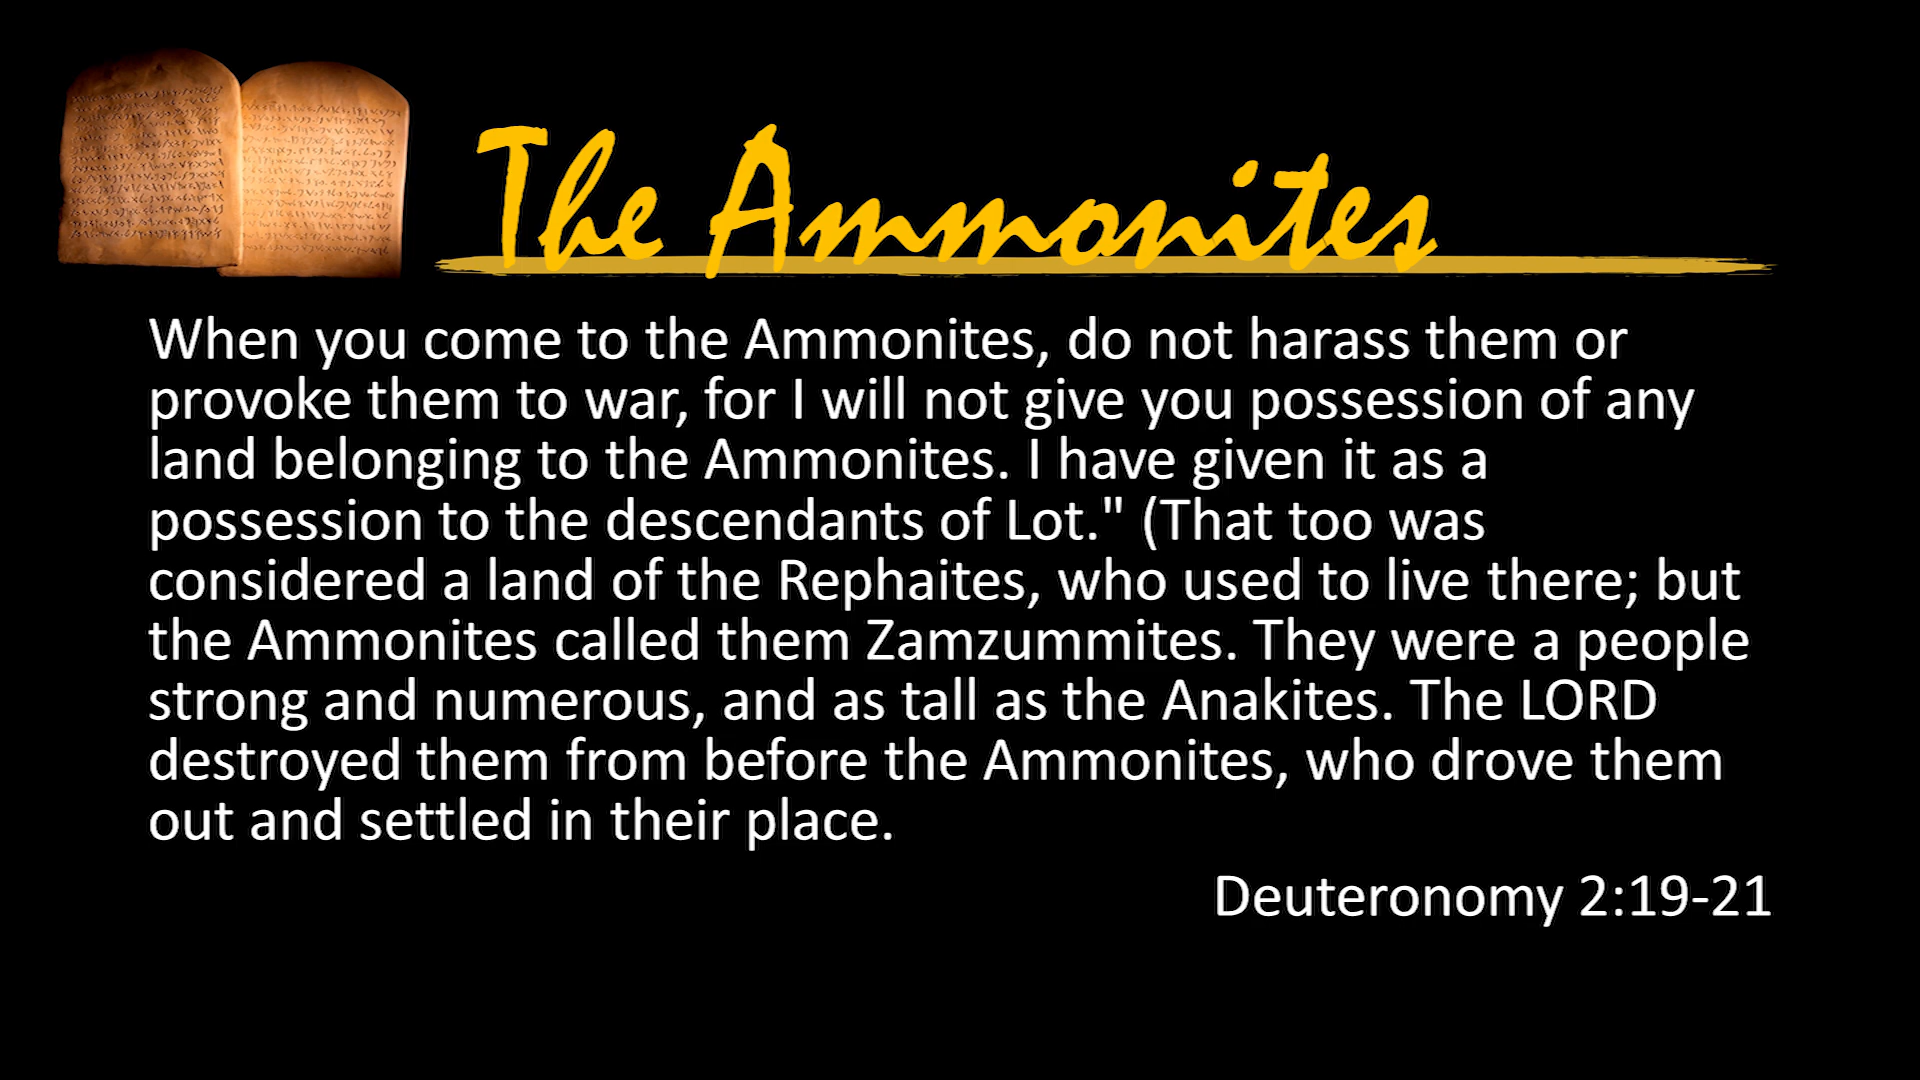 The Ammonites
When you come to the Ammonites, do not harass them or
provoke them to war, for I will not give you possession of any
land belonging to the Ammonites. I have given it as a
possession to the descendants of Lot." (That too was
considered a land of the Rephaites, who used to live there; but
the Ammonites called them Zamzummites. They were a people
strong and numerous, and as tall as the Anakites. The LORD
destroyed them from before the Ammonites, who drove them
out and settled in their place.
Deuteronomy 2:19-21